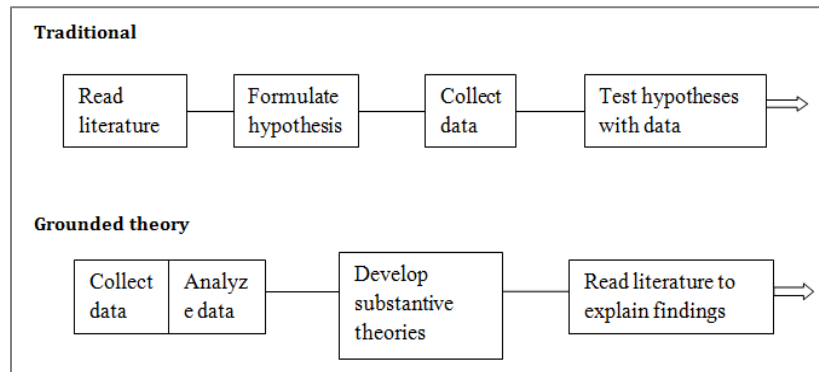 Traditional
Read
literature
Formulate
hypothesis
Collect
data
Test hypotheses
with data
Grounded theory
Collect
data
Analyz
e data
Develop
substantive
theories
Read literature to
explain findings